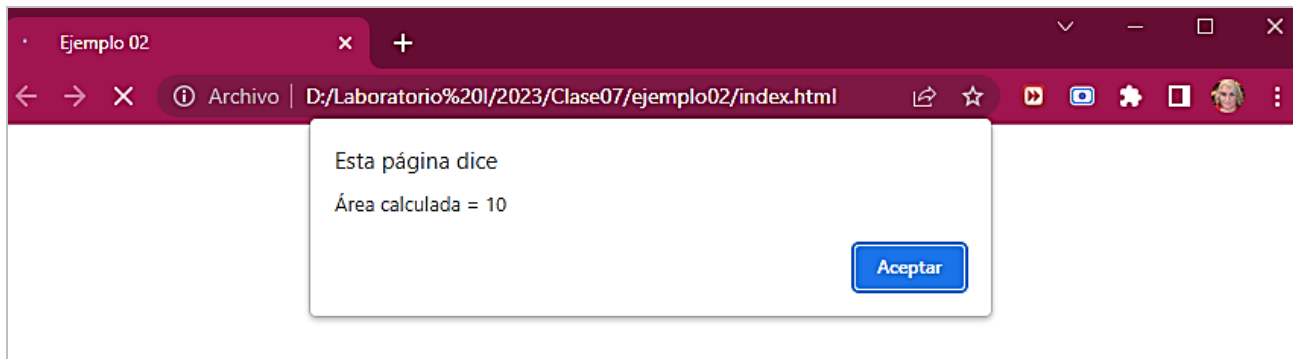 Ejemplo 02
Archivo | D:/Laboratorio%20I/2023/Clase07/ejemplo02/index.html
Esta página dice
Área calculada = 10
Aceptar